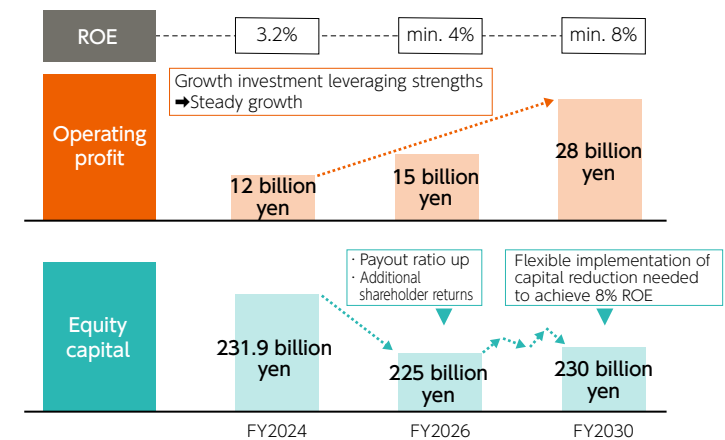 ROE
3.2%
min. 4%
min. 8%
Growth investment leveraging strengths
➡Steady growth
Operating
profit
12 billion
yen
15 billion
yen
28 billion
yen
· Payout ratio up
· Additional
shareholder returns
Flexible implementation of
capital reduction needed
to achieve 8% ROE
Equity
capital
231.9 billion
yen
225 billion
yen
230 billion
yen
FY2024
FY2026
FY2030